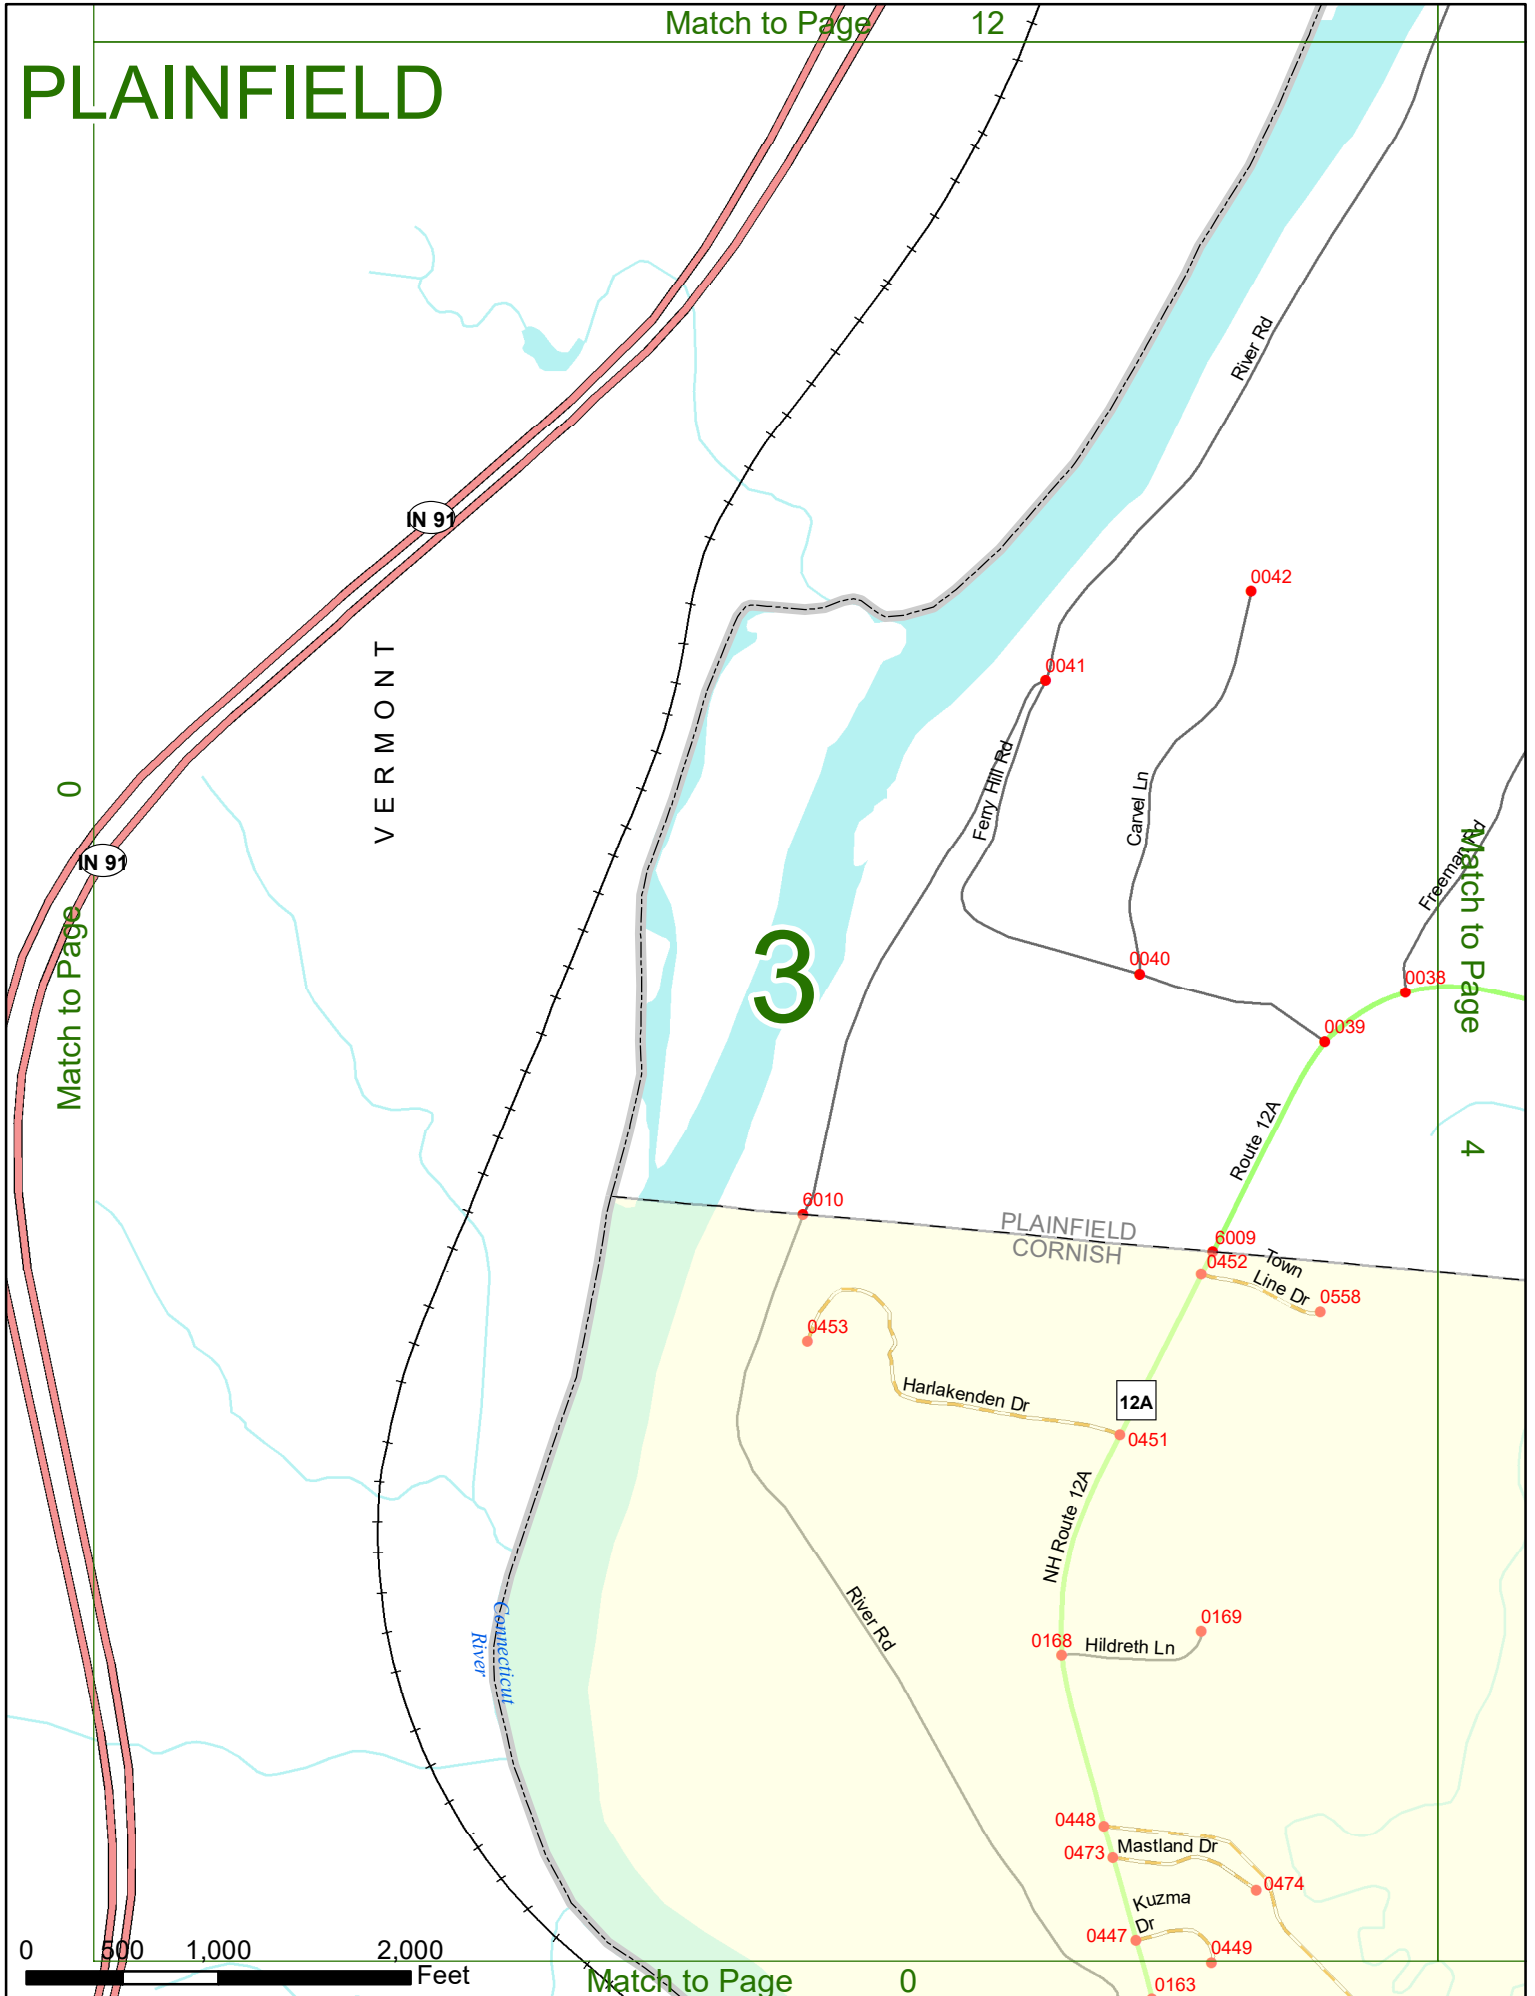 Match to Page 12
PLAINFIELD
River Rd
IN 91
0042
VERMONT
0041
Ferry Hill Rd
Carvel Ln
0
Freeman Rd
Match to Page
IN 91
Match to Page
3
0040
0038
0039
Route 12A
4
6010
PLAINFIELD
CORNISH
6009
0452
Town
Line Dr
0558
0453
Harlakenden Dr
12A
0451
NH Route 12A
River Rd
Connecticut
River
0169
0168
Hildreth Ln
0448
0473
Mastland Dr
0474
Kuzma
Dr
0447
0449
0 500 1,000 2,000
Feet
Match to Page 0
0163